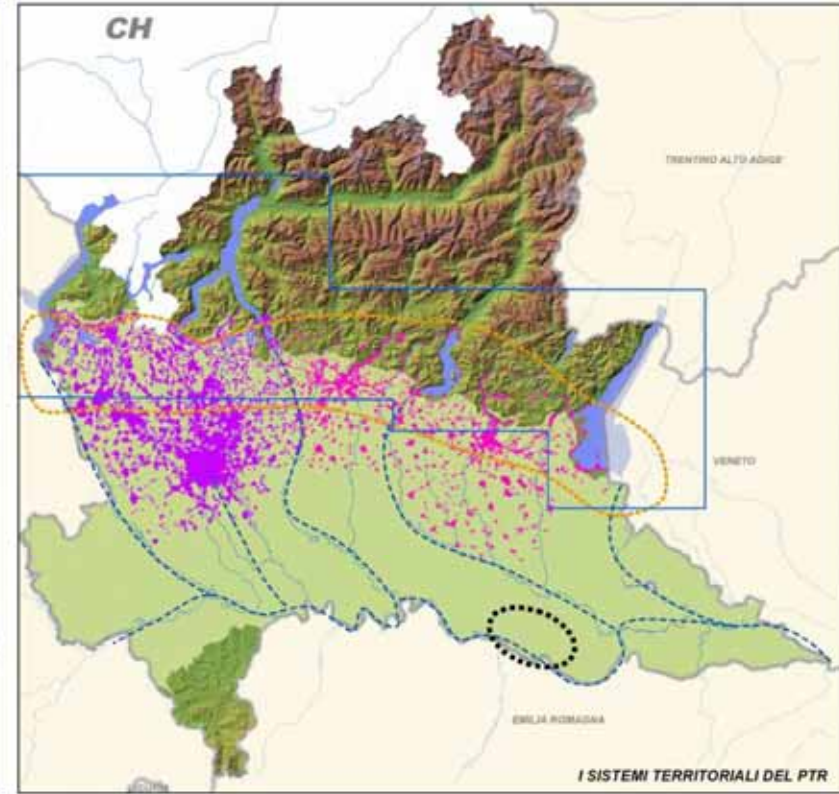 CH
TRENTINO ALTO ADIGE'
VENETO
EMILIA ROMAGNA
I SISTEMI TERRITORIALI DEL PTR